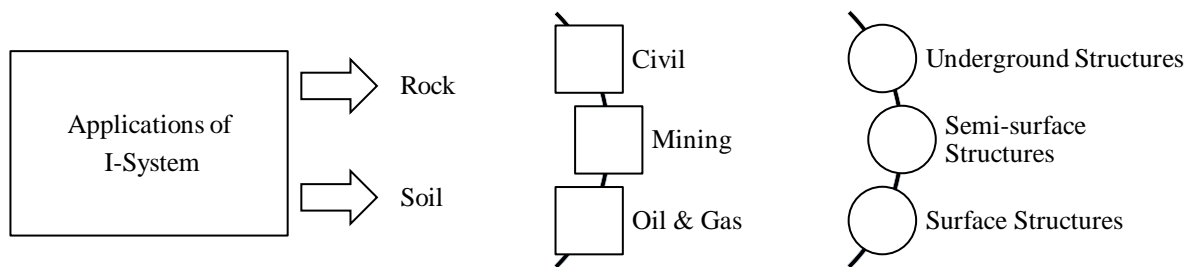 Applications of
I-System
Rock
Soil
Civil
Mining
Oil & Gas
Underground Structures
Semi-surface
Structures
Surface Structures